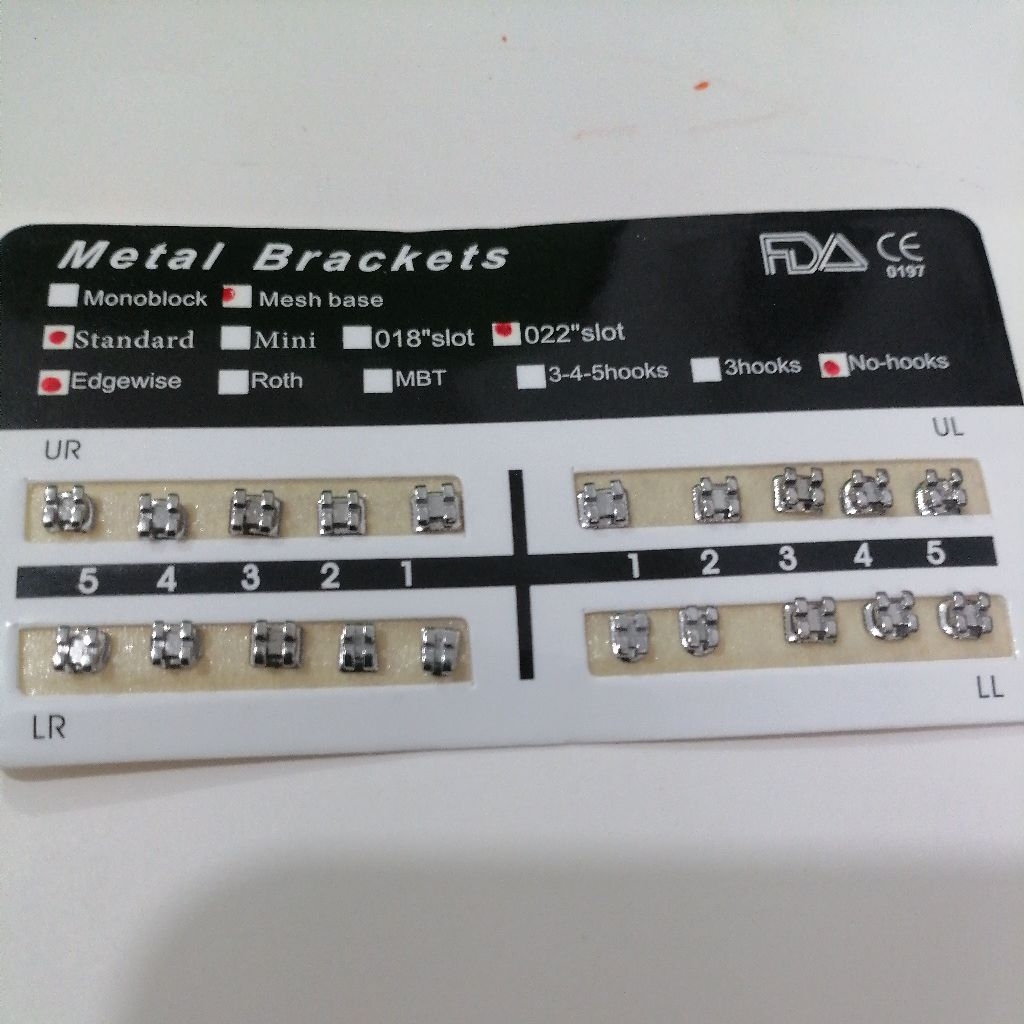 Metal Brackets
FDA CE
0197
Monoblock Mesh base
Standard Mini 018"slot 022"slot
Edgewise Roth MBT 3-4-5hooks 3hooks No-hooks
UR UL
5 4 3 2 1 1 2 3 4 5
LR LL